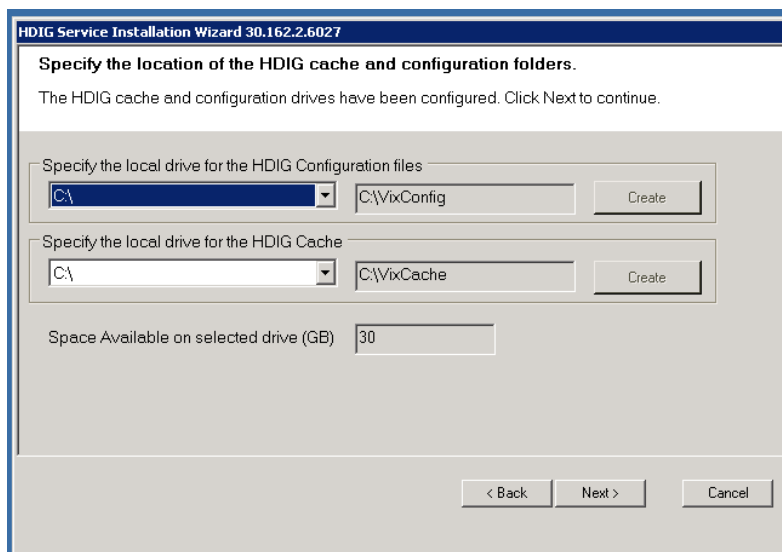 HDIG Service Installation Wizard 30.162.2.6027
Specify the location of the HDIG cache and configuration folders.
The HDIG cache and configuration drives have been configured. Click Next to continue.
Specify the local drive for the HDIG Configuration files
C:\ C:\VixConfig Create
Specify the local drive for the HDIG Cache
C:\ C:\VixCache Create
Space Available on selected drive (GB) 30
< Back Next > Cancel